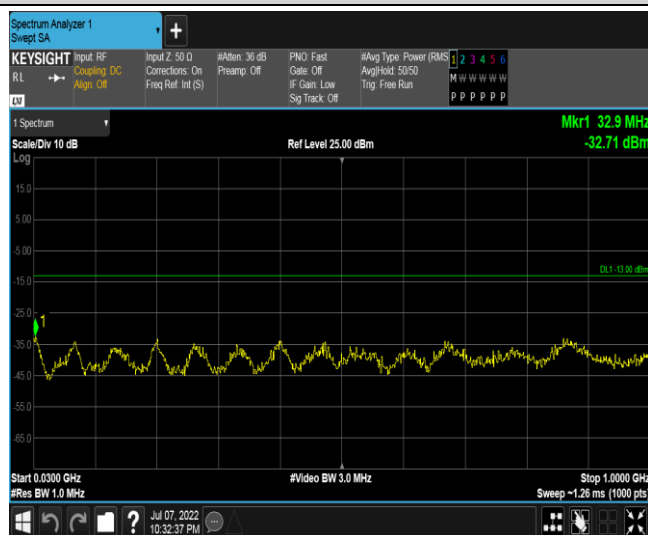 Spectrum Analyzer 1
Swept SA
+
KEYSIGHT Input: RF Input Z: 50 Ω #Atten: 36 dB PNO: Fast #Avg Type: Power (RMS 1 2 3 4 5 6
RL Coupling: DC Corrections: On Preamp: Off Gate: Off Avg|Hold: 50/50 M W W W W W
Align: Off Freq Ref: Int (S) IF Gain: Low Trig: Free Run
LXI Sig Track: Off P P P P P P
1 Spectrum Mkr1 32.9 MHz
Scale/Div 10 dB Ref Level 25.00 dBm -32.71 dBm
Log
15.0
5.00
-5.00
DL1 -13.00 dBm
-15.0
-25.0
1
-35.0
-45.0
-55.0
-65.0
Start 0.0300 GHz #Video BW 3.0 MHz Stop 1.0000 GHz
#Res BW 1.0 MHz Sweep ~1.26 ms (1000 pts)
? Jul 07, 2022
10:32:37 PM